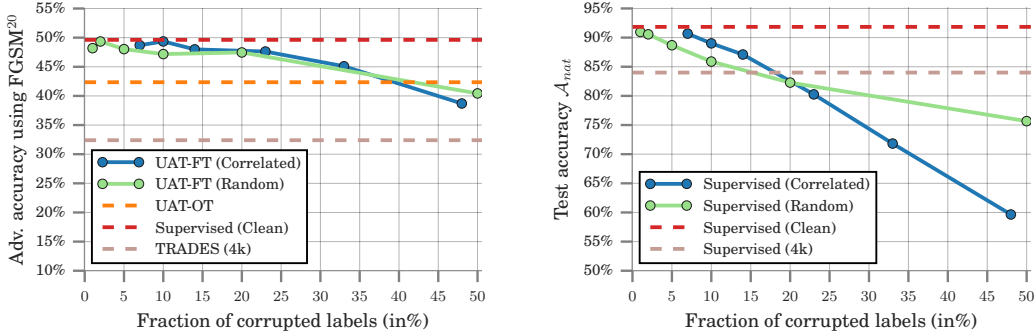 Adv. accuracy using FGSM²⁰
55%
50%
45%
40%
35%
30%
25%
20%
15%
10%
UAT-FT (Correlated)
UAT-FT (Random)
UAT-OT
Supervised (Clean)
TRADES (4k)
0 5 10 15 20 25 30 35 40 45 50
Fraction of corrupted labels (in%)
Test accuracy 𝒜nat
95%
90%
85%
80%
75%
70%
65%
60%
55%
50%
Supervised (Correlated)
Supervised (Random)
Supervised (Clean)
Supervised (4k)
0 5 10 15 20 25 30 35 40 45 50
Fraction of corrupted labels (in%)